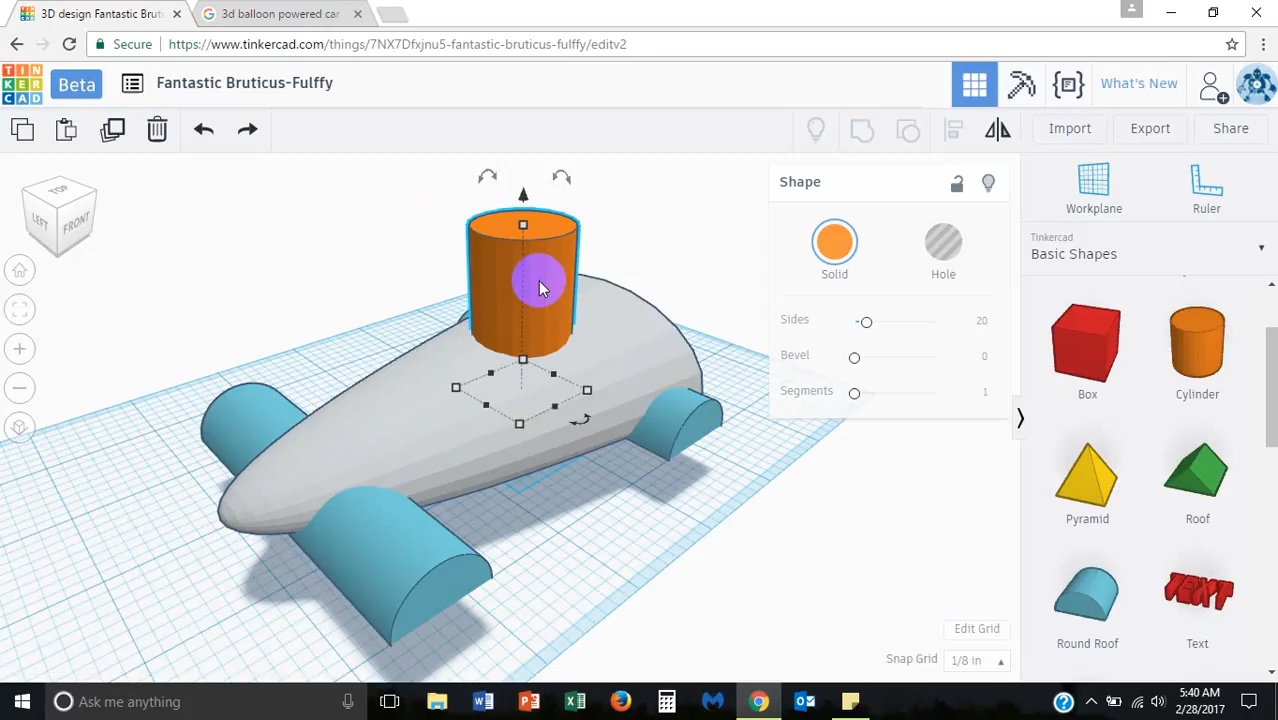 3D design Fantastic Bruti
3d balloon powered car
Secure
https://www.tinkercad.com/things/7NX7Dfxjnu5-fantastic-bruticus-fulffy/editv2
TIN
KER
CAD
Beta
Fantastic Bruticus-Fulffy
What's New
Import
Export
Share
TOP
LEFT
FRONT
Shape
Solid
Hole
Sides
20
Bevel
0
Segments
1
Workplane
Ruler
Tinkercad
Basic Shapes
Box
Cylinder
Pyramid
Roof
Round Roof
TEXT
Text
Edit Grid
Snap Grid
1/8 in
Ask me anything
5:40 AM
2/28/2017